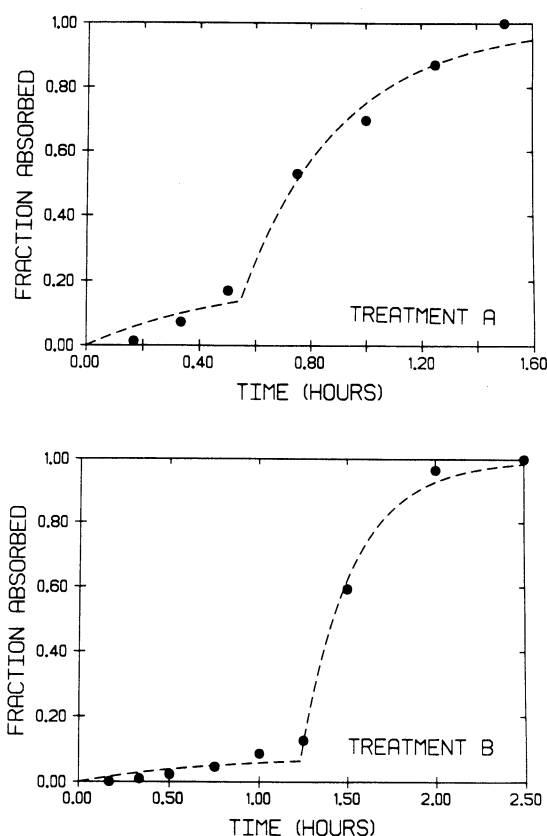 1.00
0.80
0.60
0.40
0.20
0.00
FRACTION ABSORBED
TREATMENT A
0.00 0.40 0.80 1.20 1.60
TIME (HOURS)
1.00
0.80
0.60
0.40
0.20
0.00
FRACTION ABSORBED
TREATMENT B
0.00 0.50 1.00 1.50 2.00 2.50
TIME (HOURS)